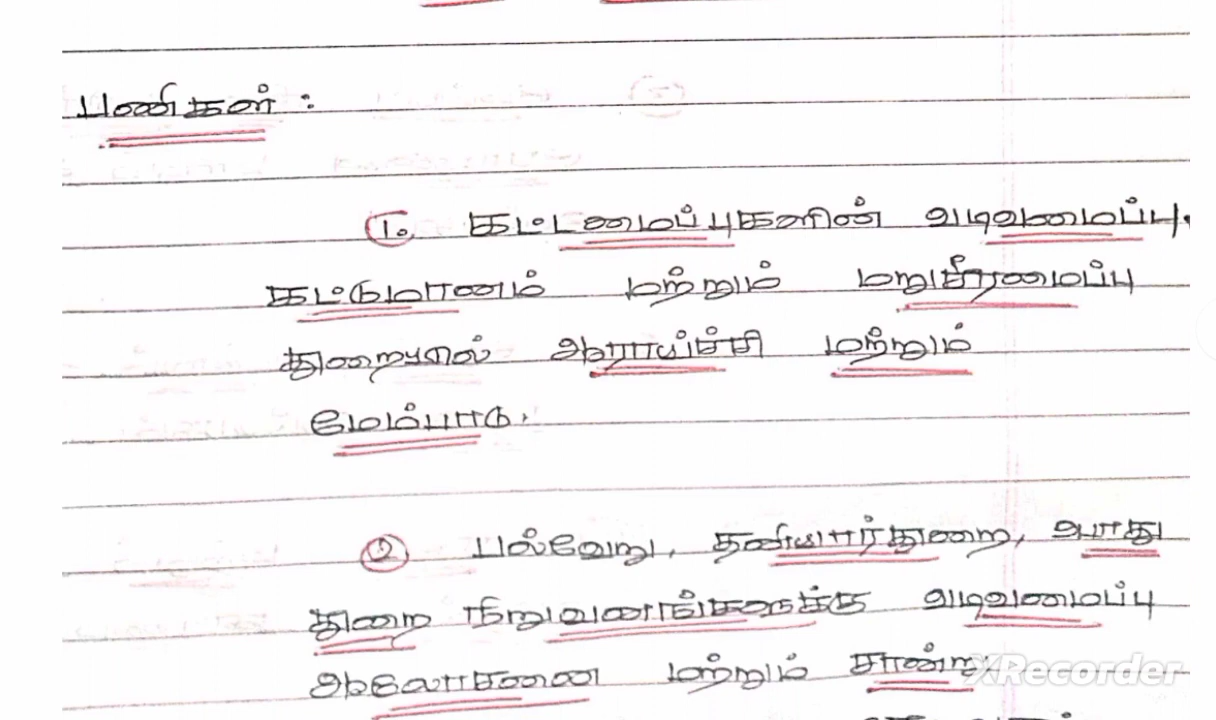 பணிகள் :
1. கட்டமைப்புகளின் வடிவமைப்பு.
கட்டுமானம் மற்றும் மறுசீரமைப்பு
துறையில் ஆராய்ச்சி மற்றும்
மேம்பாடு.
2 பல்வேறு, தனியார்துறை, பொது
துறை நிறுவனங்களுக்கு வடிவமைப்பு
ஆலோசனை மற்றும் சான்று
XRecorder